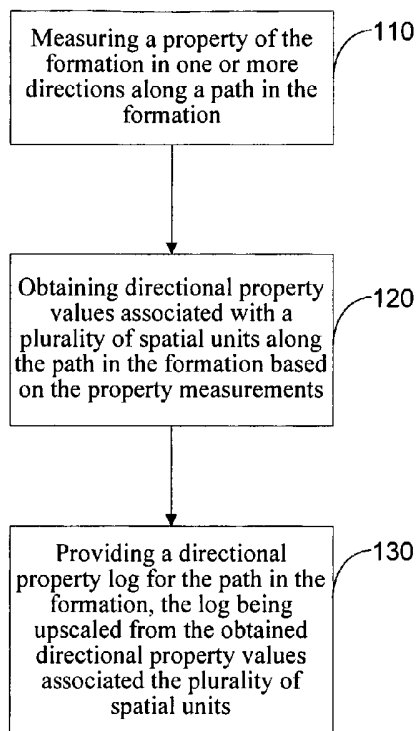 Measuring a property of the
formation in one or more
directions along a path in the
formation
110
Obtaining directional property
values associated with a
plurality of spatial units along
the path in the formation based
on the property measurements
120
Providing a directional
property log for the path in the
formation, the log being
upscaled from the obtained
directional property values
associated the plurality of
spatial units
130